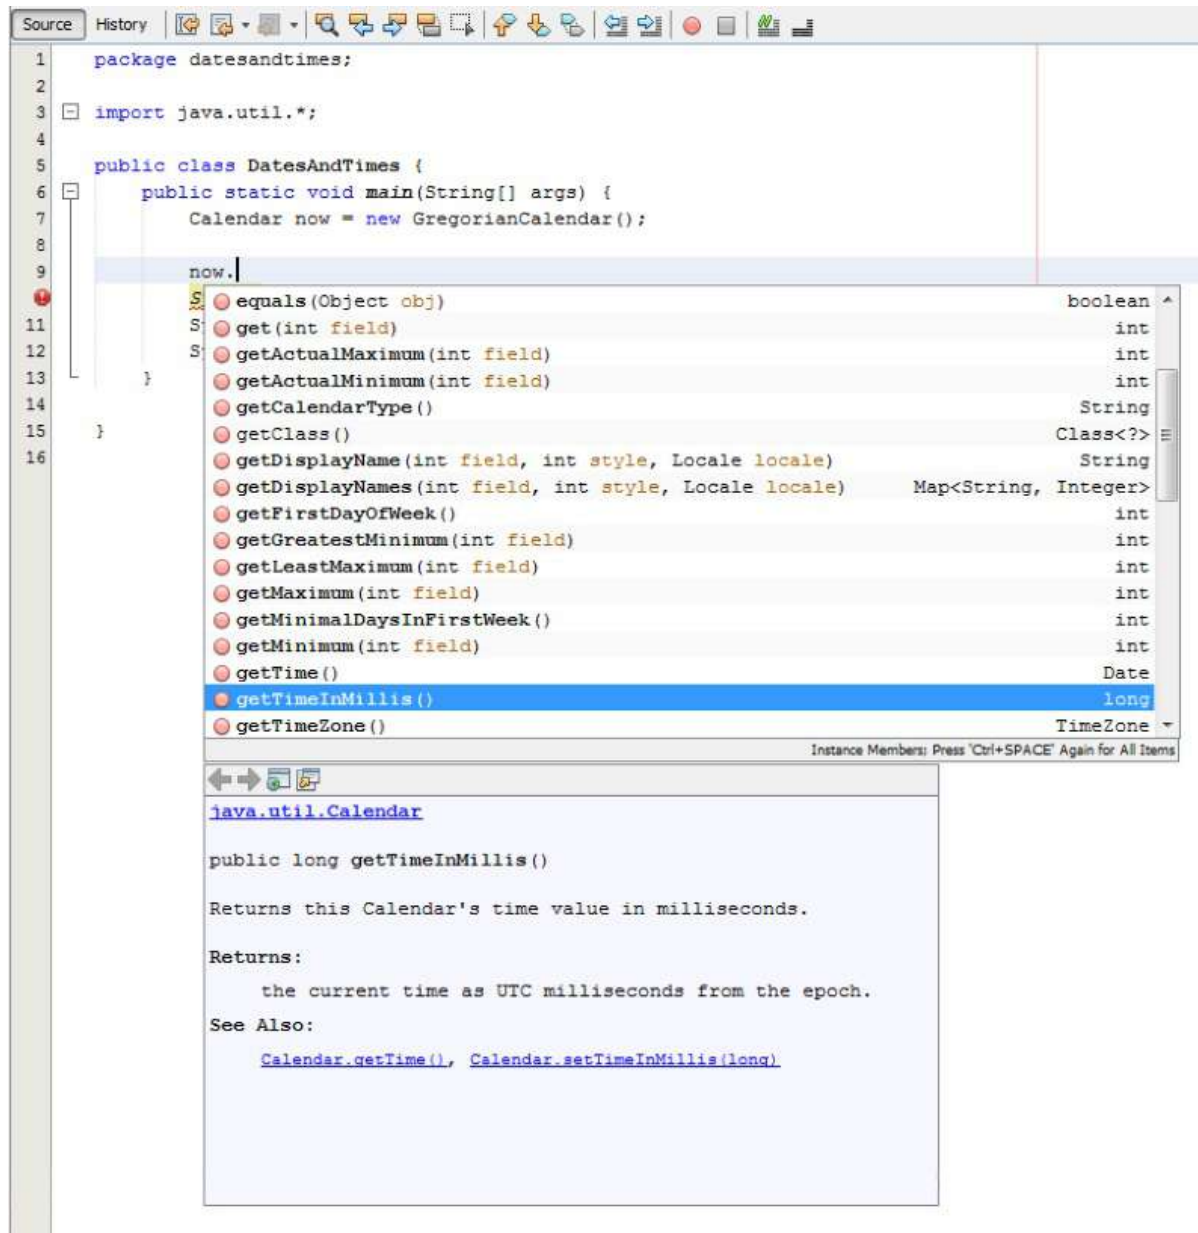 Source History
1 package datesandtimes;
2
3 import java.util.*;
4
5 public class DatesAndTimes {
6 public static void main(String[] args) {
7 Calendar now = new GregorianCalendar();
8
9 now.
S
11 S
12 S
13 }
14
15 }
16
equals(Object obj) boolean
get(int field) int
getActualMaximum(int field) int
getActualMinimum(int field) int
getCalendarType() String
getClass() Class<?>
getDisplayName(int field, int style, Locale locale) String
getDisplayNames(int field, int style, Locale locale) Map<String, Integer>
getFirstDayOfWeek() int
getGreatestMinimum(int field) int
getLeastMaximum(int field) int
getMaximum(int field) int
getMinimalDaysInFirstWeek() int
getMinimum(int field) int
getTime() Date
getTimeInMillis() long
getTimeZone() TimeZone
Instance Members; Press 'Ctrl+SPACE' Again for All Items
java.util.Calendar
public long getTimeInMillis()
Returns this Calendar's time value in milliseconds.
Returns:
the current time as UTC milliseconds from the epoch.
See Also:
Calendar.getTime(), Calendar.setTimeInMillis(long)